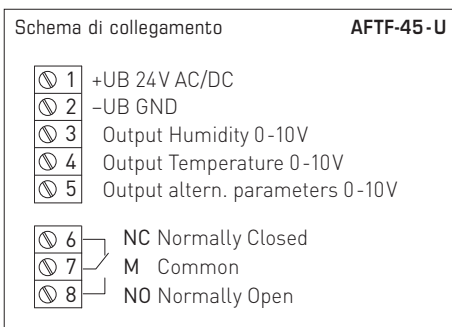 Schema di collegamento AFTF-45-U
1 +UB 24V AC/DC
2 –UB GND
3 Output Humidity 0-10V
4 Output Temperature 0-10V
5 Output altern. parameters 0-10V
6 NC Normally Closed
7 M Common
8 NO Normally Open